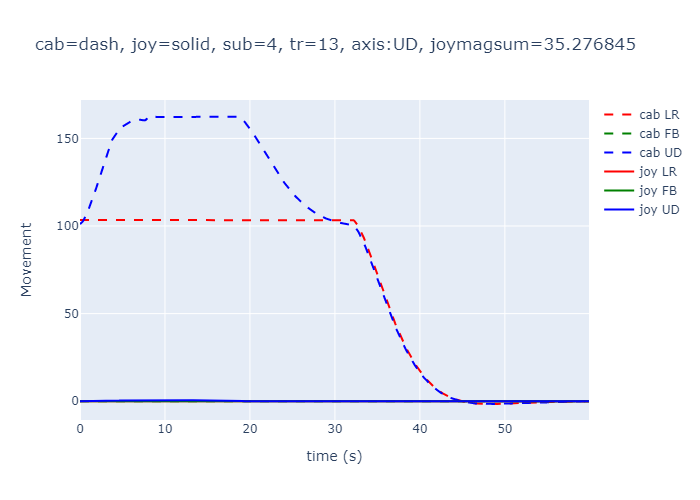 cab=dash, joy=solid, sub=4, tr=13, axis:UD, joymagsum=35.276845
cab LR
cab FB
cab UD
joy LR
joy FB
joy UD
Movement
150
100
50
0
0
10
20
30
40
50
time (s)